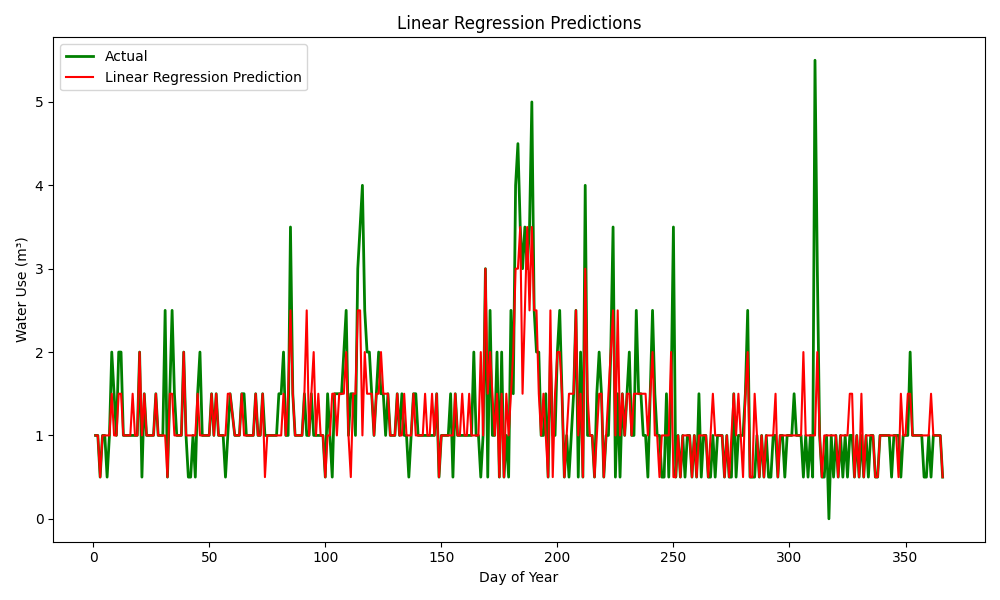 Linear Regression Predictions
Actual
Linear Regression Prediction
Water Use (m³)
5
4
3
2
1
0
0 50 100 150 200 250 300 350
Day of Year